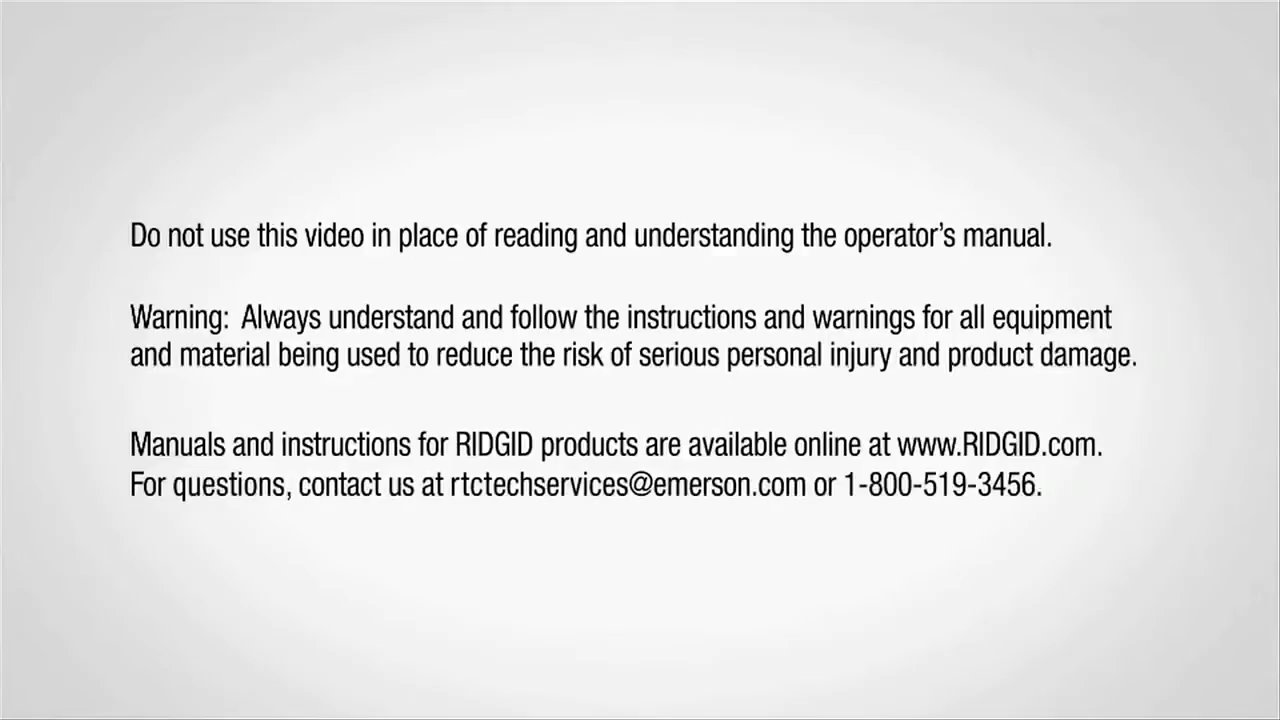 Do not use this video in place of reading and understanding the operator’s manual.
Warning:  Always understand and follow the instructions and warnings for all equipment
and material being used to reduce the risk of serious personal injury and product damage.
Manuals and instructions for RIDGID products are available online at www.RIDGID.com.
For questions, contact us at rtctechservices@emerson.com or 1-800-519-3456.